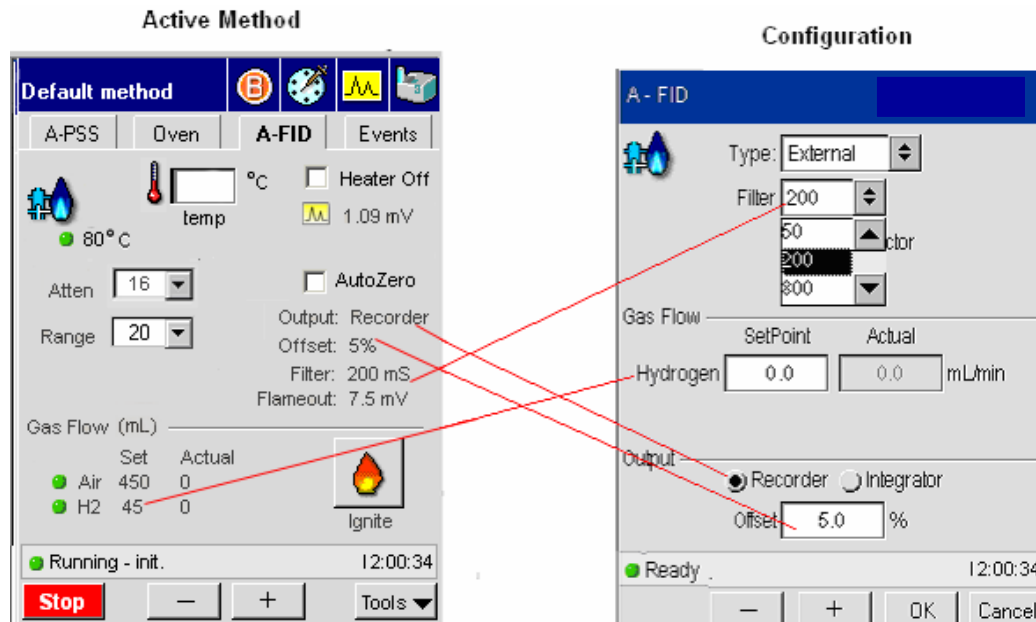 Active Method
Default method
B
A-PSS Oven A-FID Events
°C Heater Off
temp 1.09 mV
80°C
Atten 16 AutoZero
Range 20 Output: Recorder
Offset: 5%
Filter: 200 mS
Flameout: 7.5 mV
Gas Flow (mL)
Set Actual
Air 450 0
H2 45 0
Ignite
Running - init. 12:00:34
Stop − + Tools
Configuration
A - FID
Type: External
Filter 200
50
ctor
200
800
Gas Flow
SetPoint Actual
Hydrogen 0.0 0.0 mL/min
Output
Recorder Integrator
Offset 5.0 %
Ready 12:00:34
− + OK Cancel